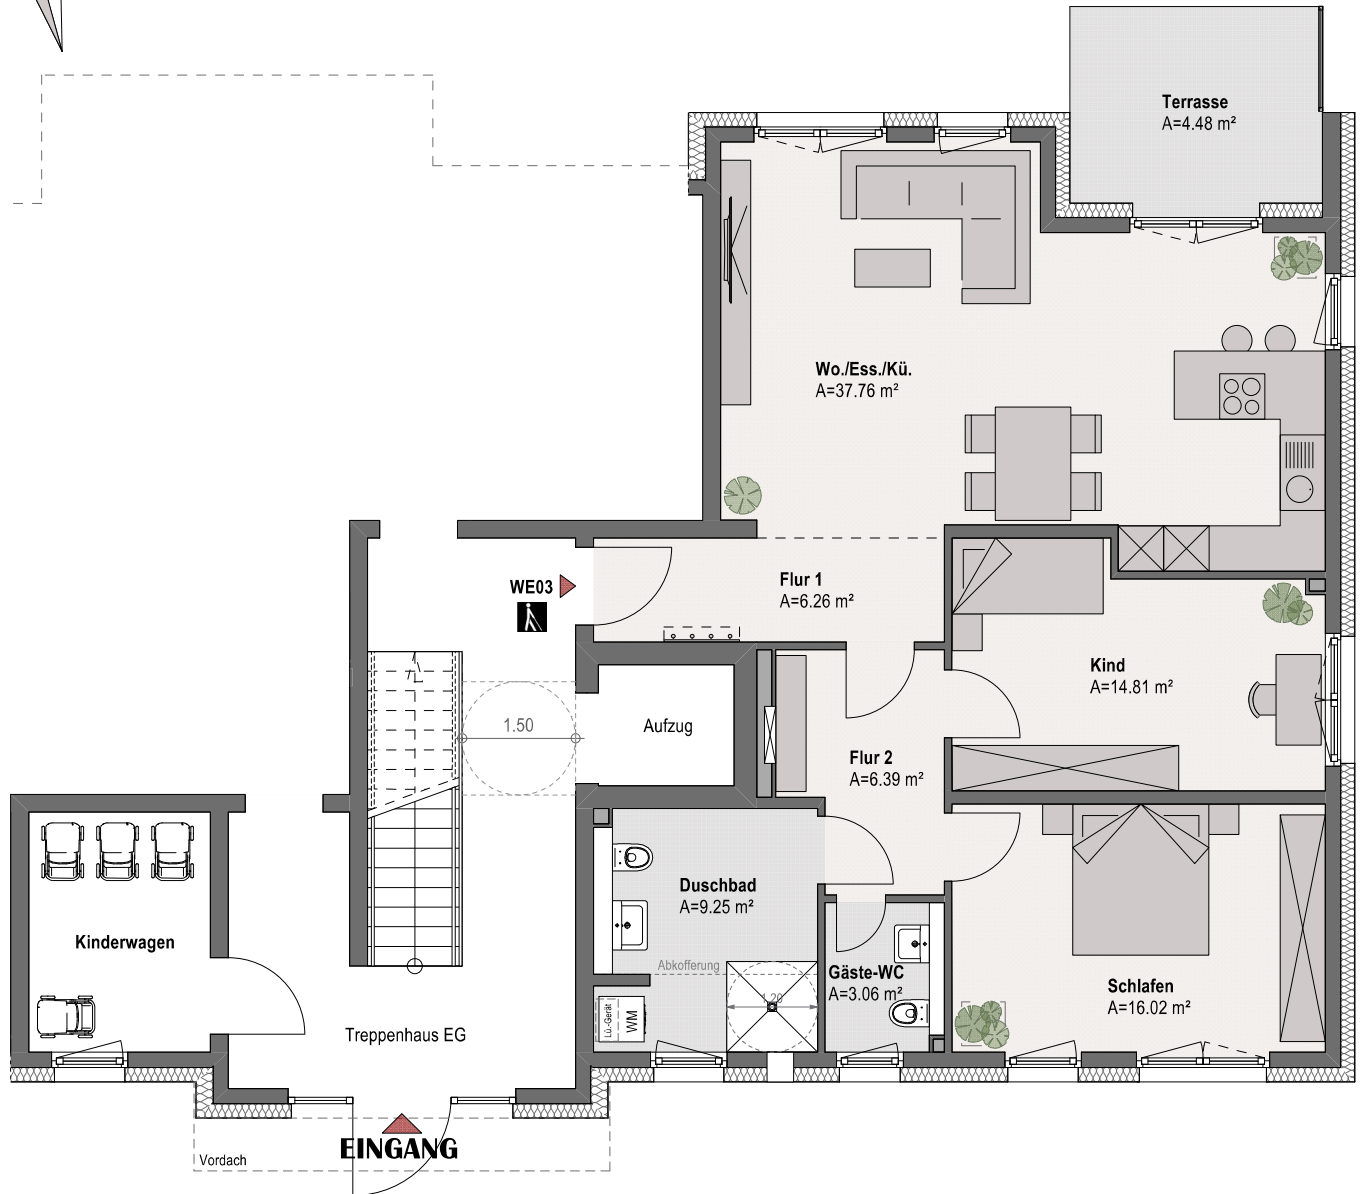 Terrasse
A=4.48 m²
Wo./Ess./Kü.
A=37.76 m²
WE03
Flur 1
A=6.26 m²
Kind
A=14.81 m²
1.50
Aufzug
Flur 2
A=6.39 m²
Duschbad
A=9.25 m²
Kinderwagen
Abkofferung
Gäste-WC
A=3.06 m²
Schlafen
A=16.02 m²
1.20
Lü.-Gerät
WM
Treppenhaus EG
EINGANG
Vordach